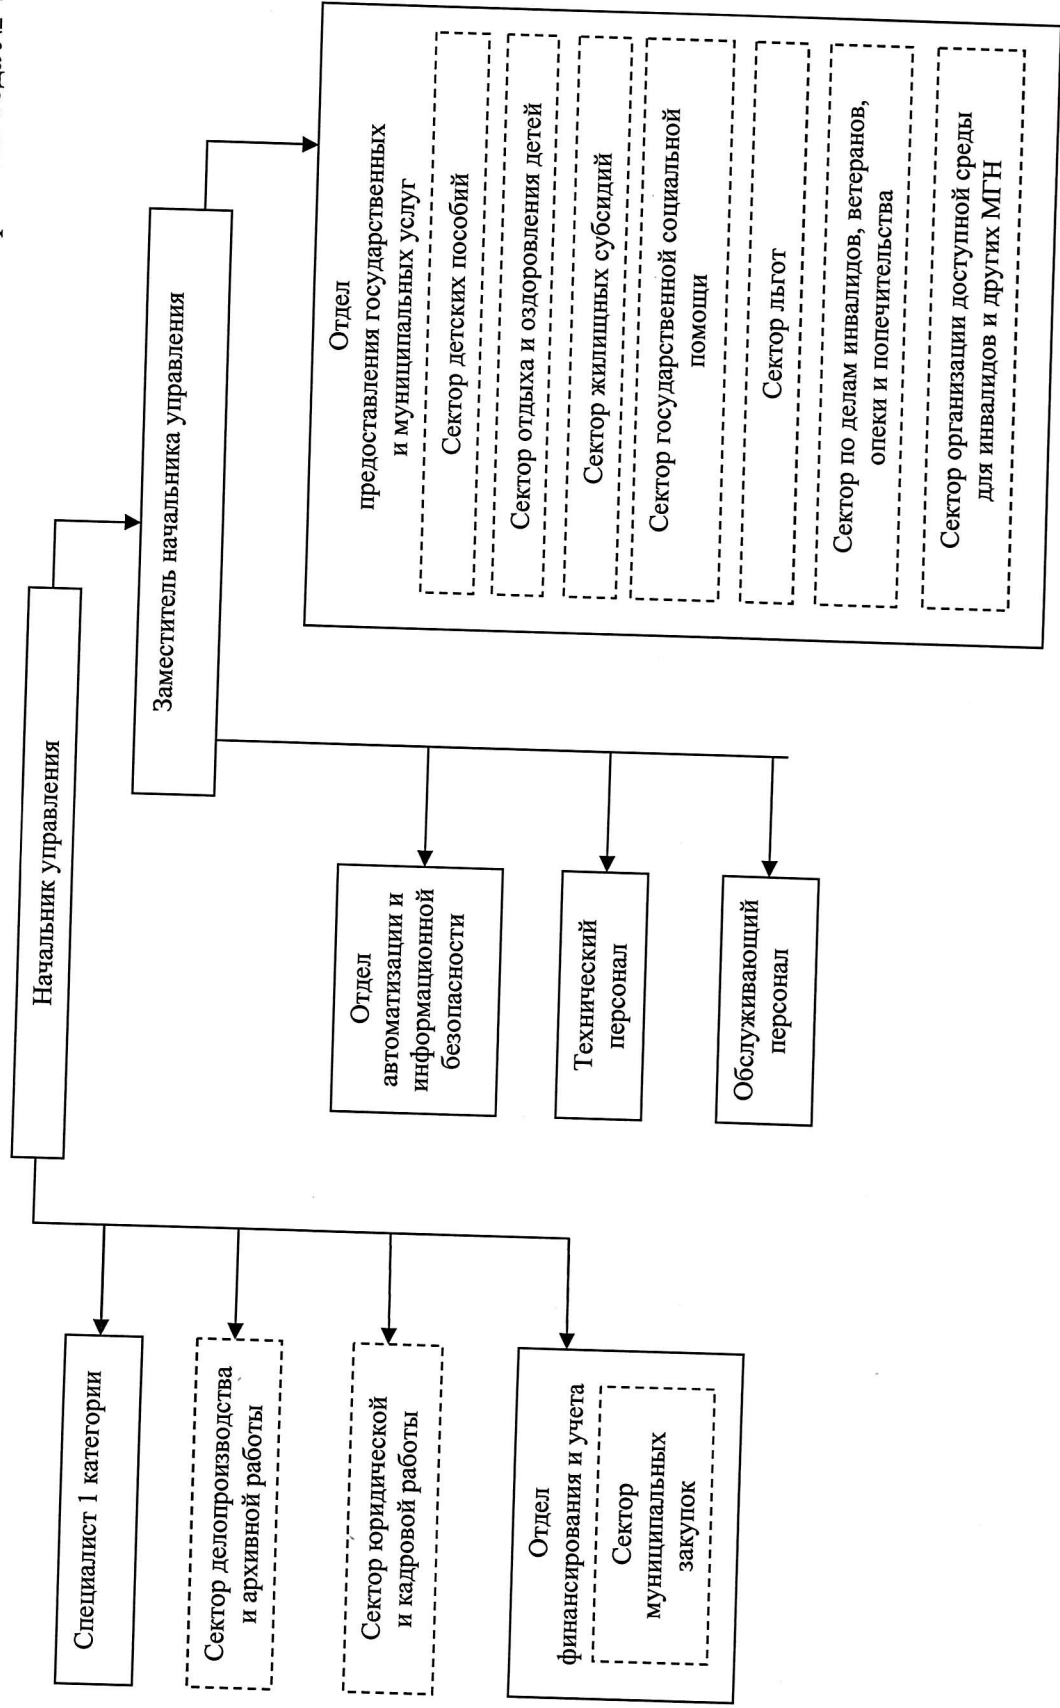 Начальник управления
Заместитель начальника управления
Специалист 1 категории
Сектор делопроизводства
и архивной работы
Сектор юридической
и кадровой работы
Отдел
финансирования и учета
Сектор
муниципальных
закупок
Отдел
автоматизации и
информационной
безопасности
Технический
персонал
Обслуживающий
персонал
Отдел
предоставления государственных
и муниципальных услуг
Сектор детских пособий
Сектор отдыха и оздоровления детей
Сектор жилищных субсидий
Сектор государственной социальной
помощи
Сектор льгот
Сектор по делам инвалидов, ветеранов,
опеки и попечительства
Сектор организации доступной среды
для инвалидов и других МГН